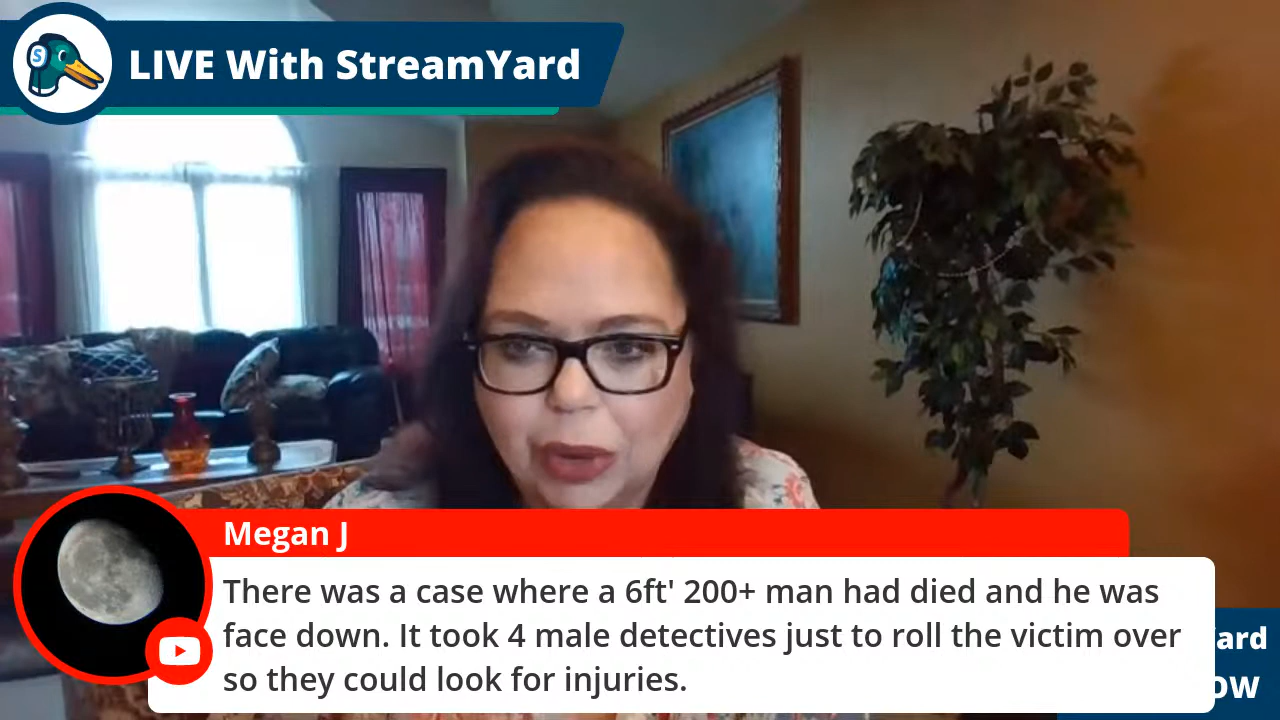 LIVE With StreamYard
Megan J
There was a case where a 6ft' 200+ man had died and he was
face down. It took 4 male detectives just to roll the victim over
so they could look for injuries.